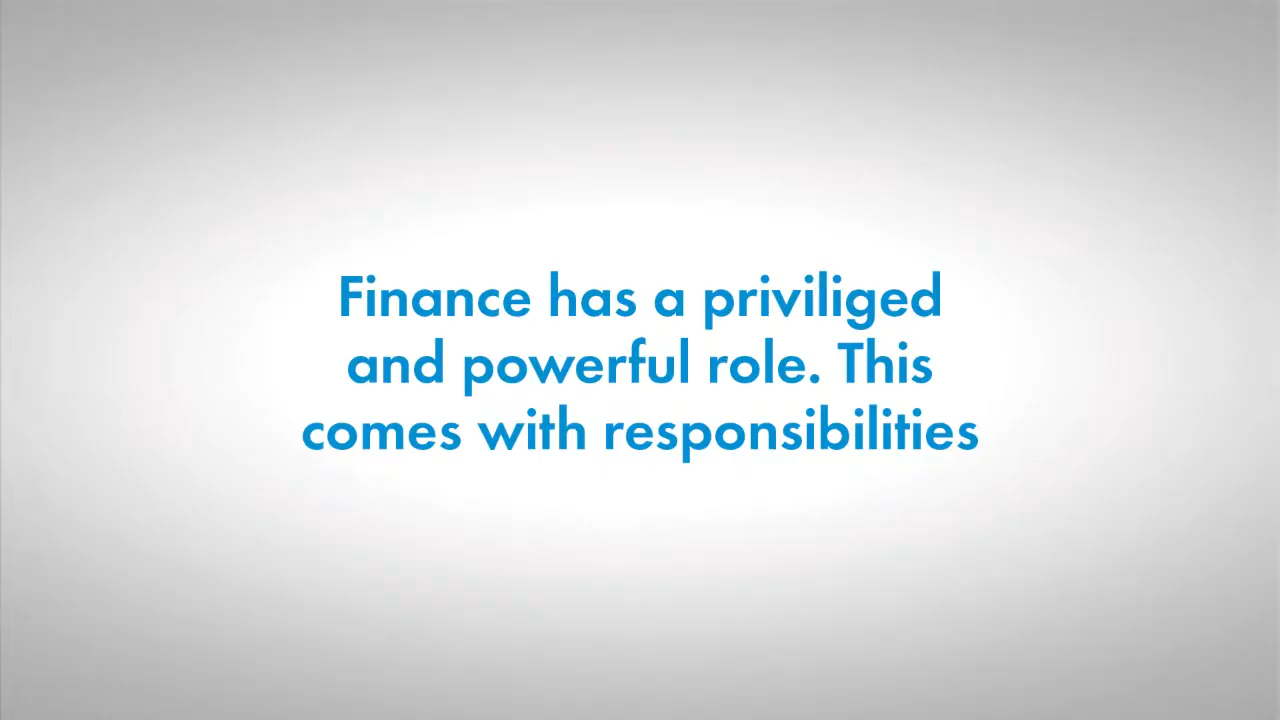 Finance has a priviliged
and powerful role. This
comes with responsibilities